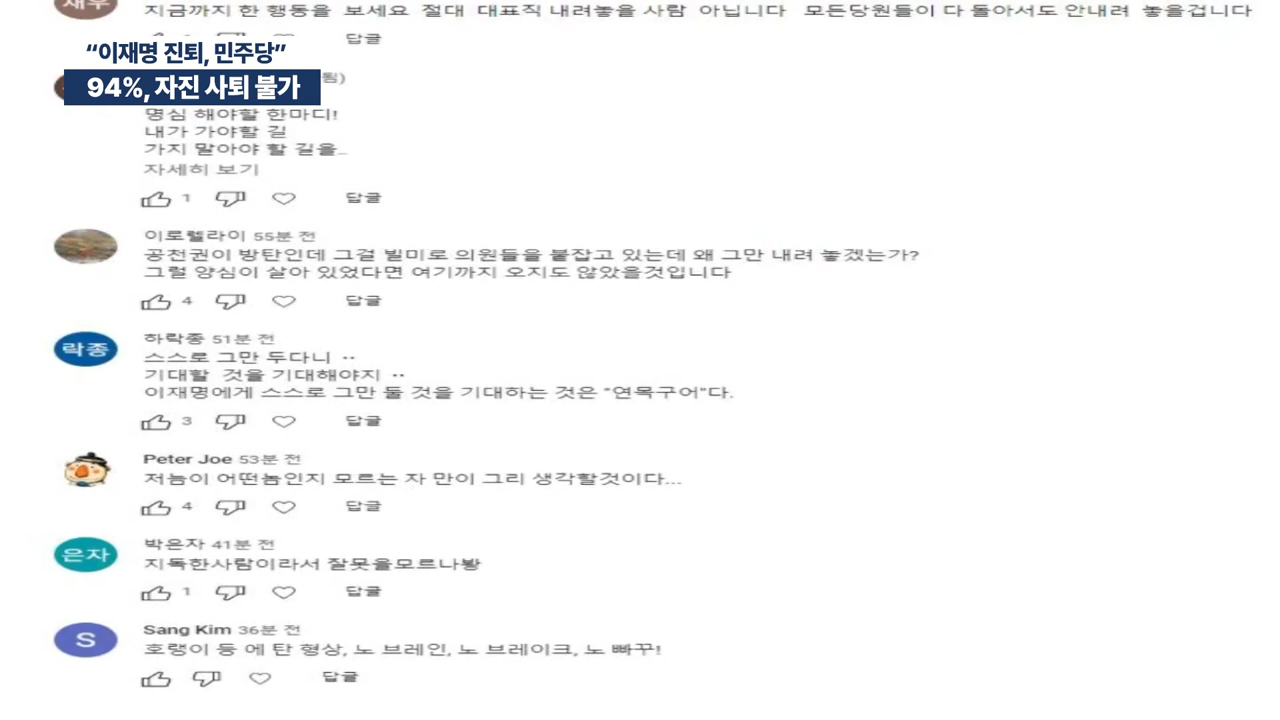 지금까지 한 행동을 보세요 절대 대표직 내려놓을 사람 아닙니다 모든당원들이 다 돌아서도 안내려 놓을겁니다
답글
“이재명 진퇴, 민주당”
94%, 자진 사퇴 불가
명심 해야할 한마디!
내가 가야할 길
가지 말아야 할 길을...
자세히 보기
1 답글
이로렐라이 55분 전
공천권이 방탄인데 그걸 빌미로 의원들을 붙잡고 있는데 왜 그만 내려 놓겠는가?
그럴 양심이 살아 있었다면 여기까지 오지도 않았을것입니다
4 답글
락종
하락종 51분 전
스스로 그만 두다니 ··
기대할 것을 기대해야지 ··
이재명에게 스스로 그만 둘 것을 기대하는 것은 "연목구어"다.
3 답글
Peter Joe 53분 전
저놈이 어떤놈인지 모르는 자 만이 그리 생각할것이다...
4 답글
은자
박은자 41분 전
지독한사람이라서 잘못을모르나봥
1 답글
S
Sang Kim 36분 전
호랭이 등 에 탄 형상, 노 브레인, 노 브레이크, 노 빠꾸!
답글